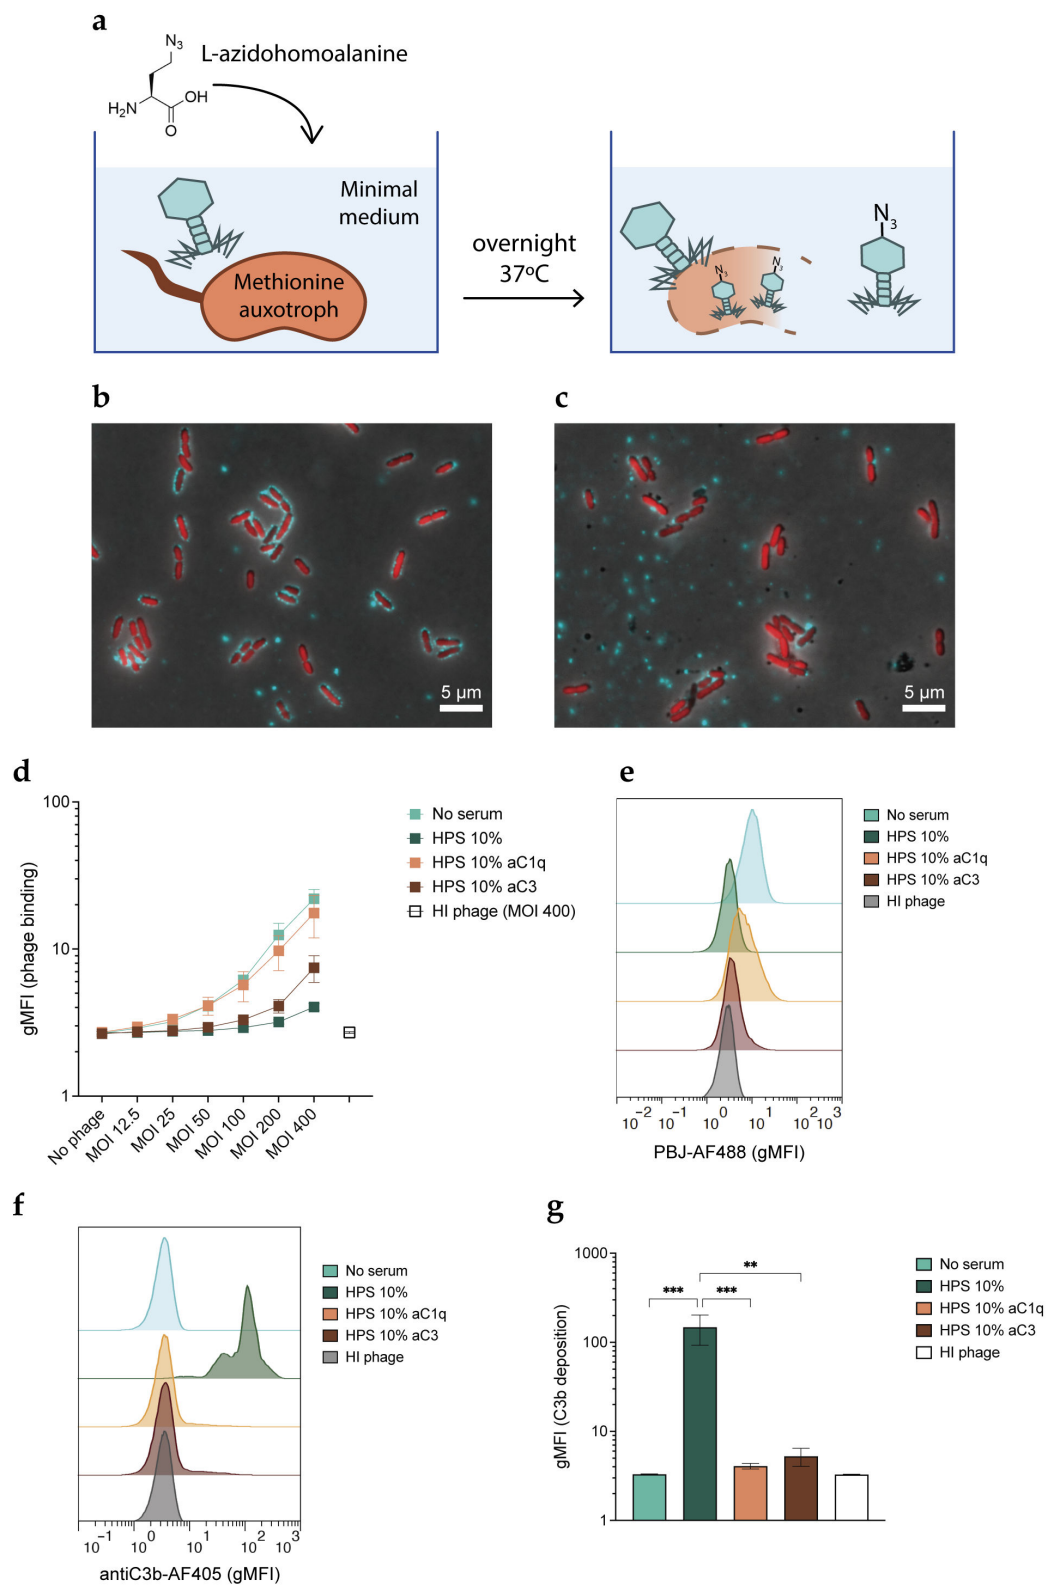 a
N₃
L-azidohomoalanine
H₂N
OH
O
Minimal
medium
Methionine
auxotroph
overnight
37ºC
N₃
N₃
N₃
b
c
5 µm
5 µm
d
100
10
1
gMFI (phage binding)
No phage
MOI 12.5
MOI 25
MOI 50
MOI 100
MOI 200
MOI 400
No serum
HPS 10%
HPS 10% aC1q
HPS 10% aC3
HI phage (MOI 400)
e
No serum
HPS 10%
HPS 10% aC1q
HPS 10% aC3
HI phage
10⁻² 10⁻¹ 10⁰ 10¹ 10² 10³
PBJ-AF488 (gMFI)
f
No serum
HPS 10%
HPS 10% aC1q
HPS 10% aC3
HI phage
10⁻¹ 10⁰ 10¹ 10² 10³
antiC3b-AF405 (gMFI)
g
1000
100
10
1
gMFI (C3b deposition)
**
*** ***
No serum
HPS 10%
HPS 10% aC1q
HPS 10% aC3
HI phage